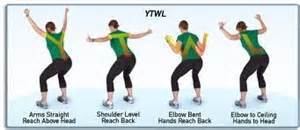 YTWL
Arms Straight
Reach Above Head
Shoulder Level
Reach Back
Elbow Bent
Hands Reach Back
Elbow to Ceiling
Hands to Head